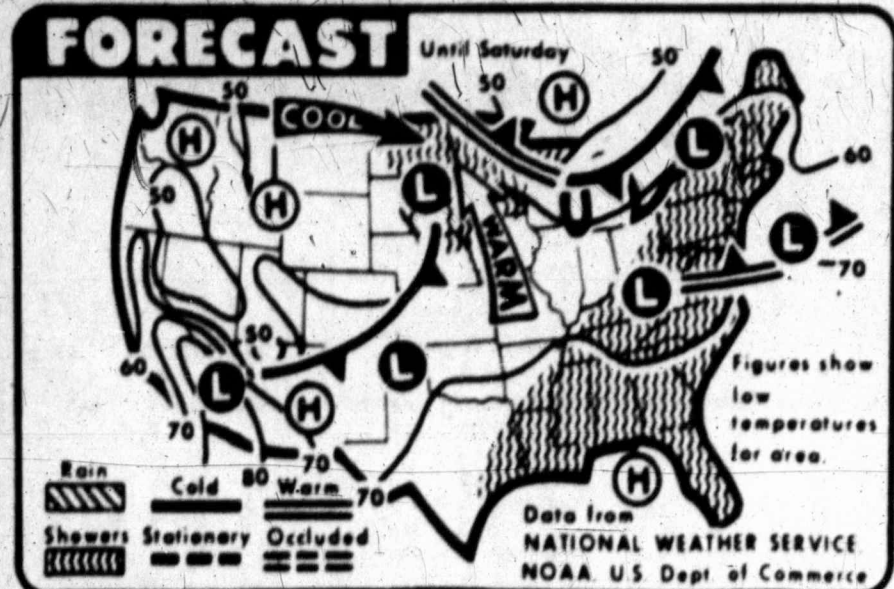 FORECAST
Until Saturday
50
50
50
COOL
H
H
L
60
50
H
L
U
WARM
L
70
L
50
60
L
L
H
Figures show
low
temperatures
for area.
70
80
70
70
H
Rain
Cold
Warm
Showers
Stationary
Occluded
Data from
NATIONAL WEATHER SERVICE
NOAA, U.S. Dept. of Commerce